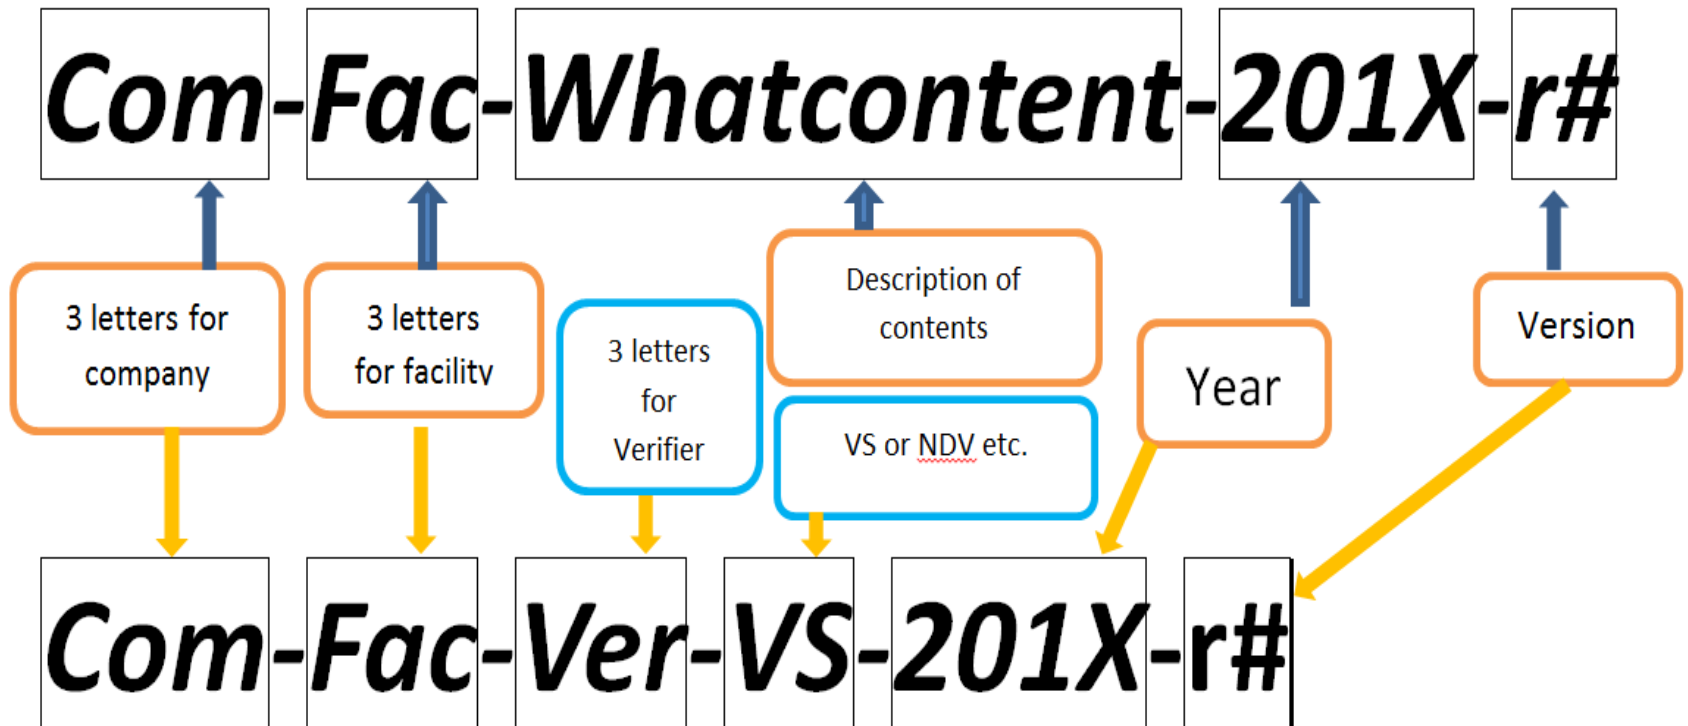 Com-Fac-Whatcontent-201X-r#
3 letters for
company
3 letters
for facility
3 letters
for
Verifier
Description of
contents
VS or NDV etc.
Year
Version
Com-Fac-Ver-VS-201X-r#